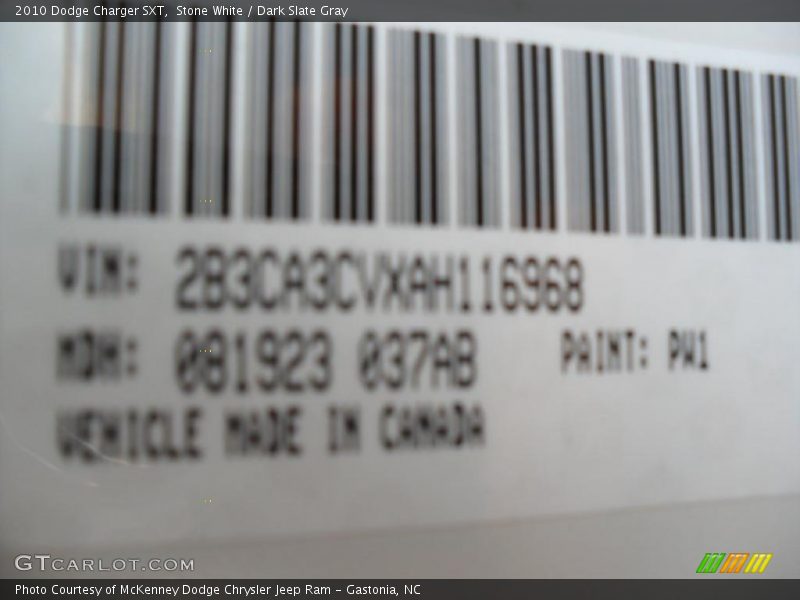 2010 Dodge Charger SXT, Stone White / Dark Slate Gray
VIN: 2B3CA3CVXAH116968
MDH: 081923 037AB PAINT: PW1
VEHICLE MADE IN CANADA
GTCARLOT.COM
Photo Courtesy of McKenney Dodge Chrysler Jeep Ram - Gastonia, NC